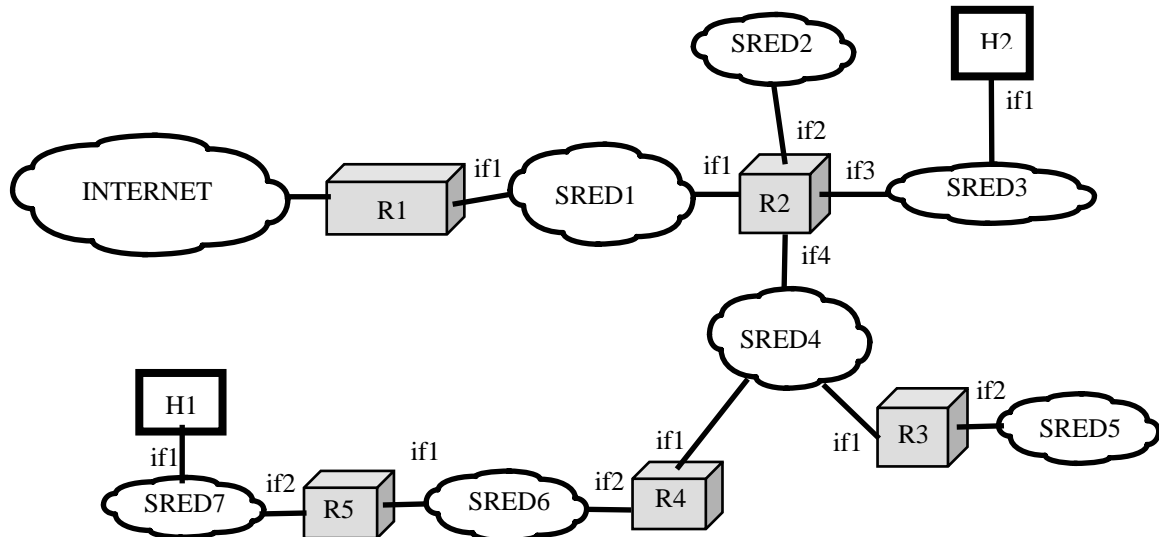 SRED2
H2
if1
if2
INTERNET
R1
if1
SRED1
if1
R2
if3
SRED3
if4
SRED4
H1
if1
SRED7
if2
R5
if1
SRED6
if2
R4
if1
if1
R3
if2
SRED5